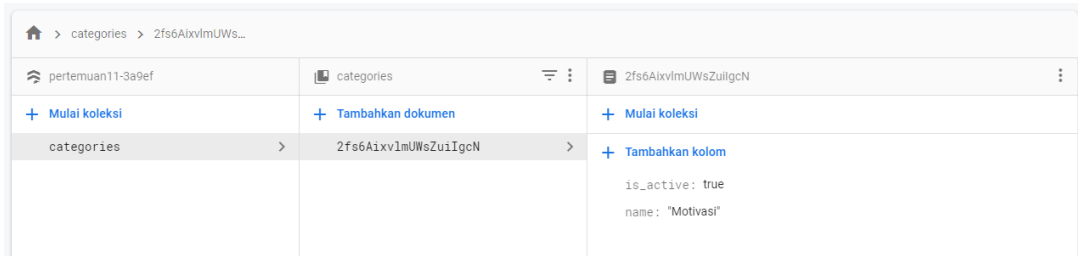 categories > 2fs6AixvlmUWs…
pertemuan11-3a9ef
categories
2fs6AixvlmUWsZuiIgcN
+ Mulai koleksi
+ Tambahkan dokumen
+ Mulai koleksi
categories
2fs6AixvlmUWsZuiIgcN
+ Tambahkan kolom
is_active: true
name: "Motivasi"